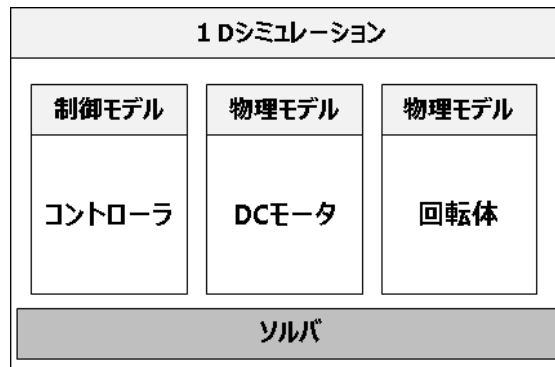 1Dシミュレーション
制御モデル
物理モデル
物理モデル
コントローラ
DCモータ
回転体
ソルバ